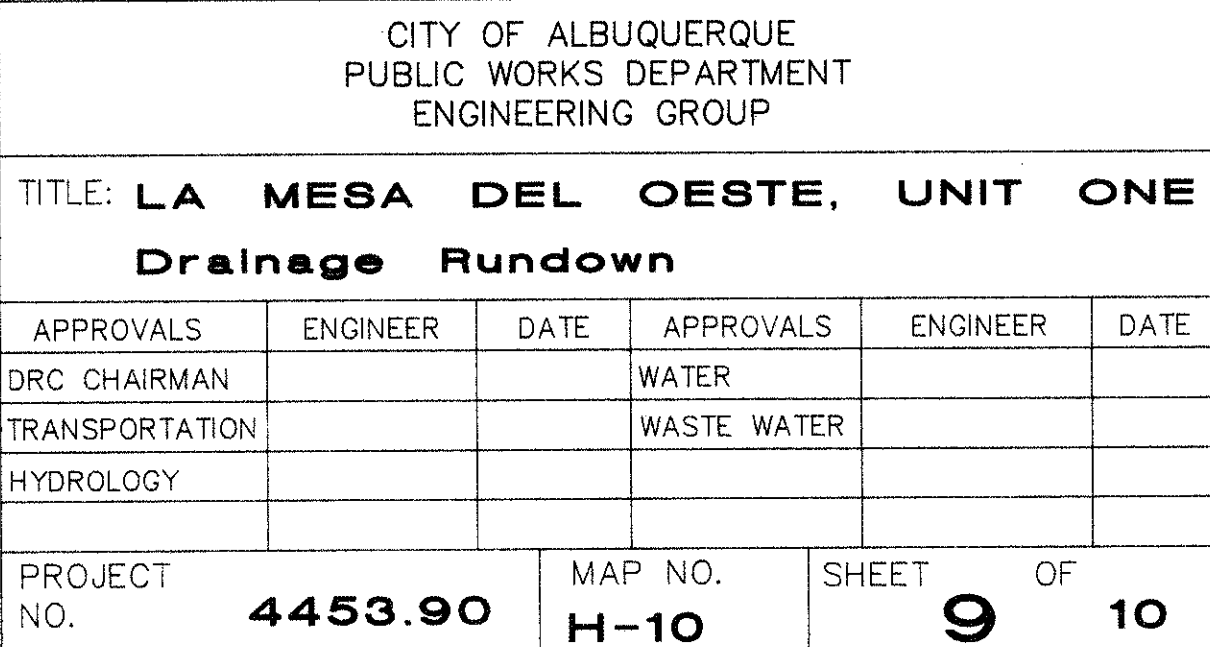 CITY OF ALBUQUERQUE
PUBLIC WORKS DEPARTMENT
ENGINEERING GROUP
TITLE: LA MESA DEL OESTE, UNIT ONE
Drainage Rundown
APPROVALS ENGINEER DATE APPROVALS ENGINEER DATE
DRC CHAIRMAN WATER
TRANSPORTATION WASTE WATER
HYDROLOGY
PROJECT NO. 4453.90 MAP NO. H-10 SHEET 9 OF 10